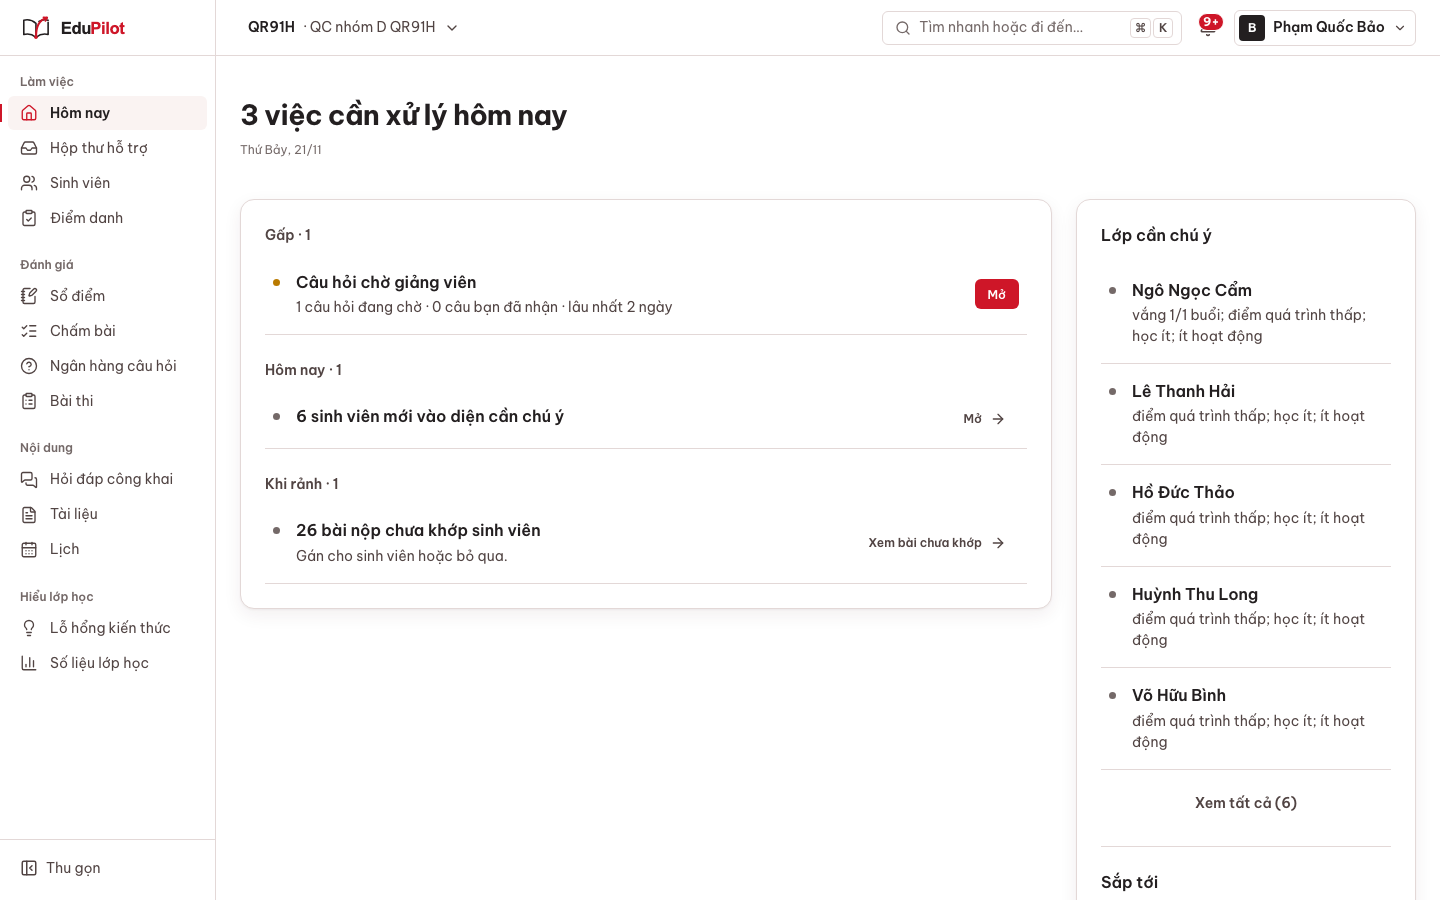 EduPilot
QR91H · QC nhóm D QR91H
Tìm nhanh hoặc đi đến...
⌘ K
9+
B Phạm Quốc Bảo
Làm việc
Hôm nay
Hộp thư hỗ trợ
Sinh viên
Điểm danh
Đánh giá
Sổ điểm
Chấm bài
Ngân hàng câu hỏi
Bài thi
Nội dung
Hỏi đáp công khai
Tài liệu
Lịch
Hiểu lớp học
Lỗ hổng kiến thức
Số liệu lớp học
Thu gọn
3 việc cần xử lý hôm nay
Thứ Bảy, 21/11
Gấp · 1
Câu hỏi chờ giảng viên
1 câu hỏi đang chờ · 0 câu bạn đã nhận · lâu nhất 2 ngày
Mở
Hôm nay · 1
6 sinh viên mới vào diện cần chú ý
Mở
Khi rảnh · 1
26 bài nộp chưa khớp sinh viên
Gán cho sinh viên hoặc bỏ qua.
Xem bài chưa khớp
Lớp cần chú ý
Ngô Ngọc Cẩm
vắng 1/1 buổi; điểm quá trình thấp;
học ít; ít hoạt động
Lê Thanh Hải
điểm quá trình thấp; học ít; ít hoạt
động
Hồ Đức Thảo
điểm quá trình thấp; học ít; ít hoạt
động
Huỳnh Thu Long
điểm quá trình thấp; học ít; ít hoạt
động
Võ Hữu Bình
điểm quá trình thấp; học ít; ít hoạt
động
Xem tất cả (6)
Sắp tới